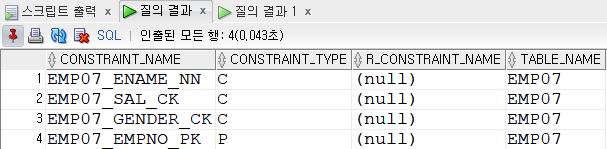 스크립트 출력 × 질의 결과 × 질의 결과 1 ×
SQL | 인출된 모든 행: 4(0,043초)
CONSTRAINT_NAME CONSTRAINT_TYPE R_CONSTRAINT_NAME TABLE_NAME
1 EMP07_ENAME_NN C (null) EMP07
2 EMP07_SAL_CK C (null) EMP07
3 EMP07_GENDER_CK C (null) EMP07
4 EMP07_EMPNO_PK P (null) EMP07